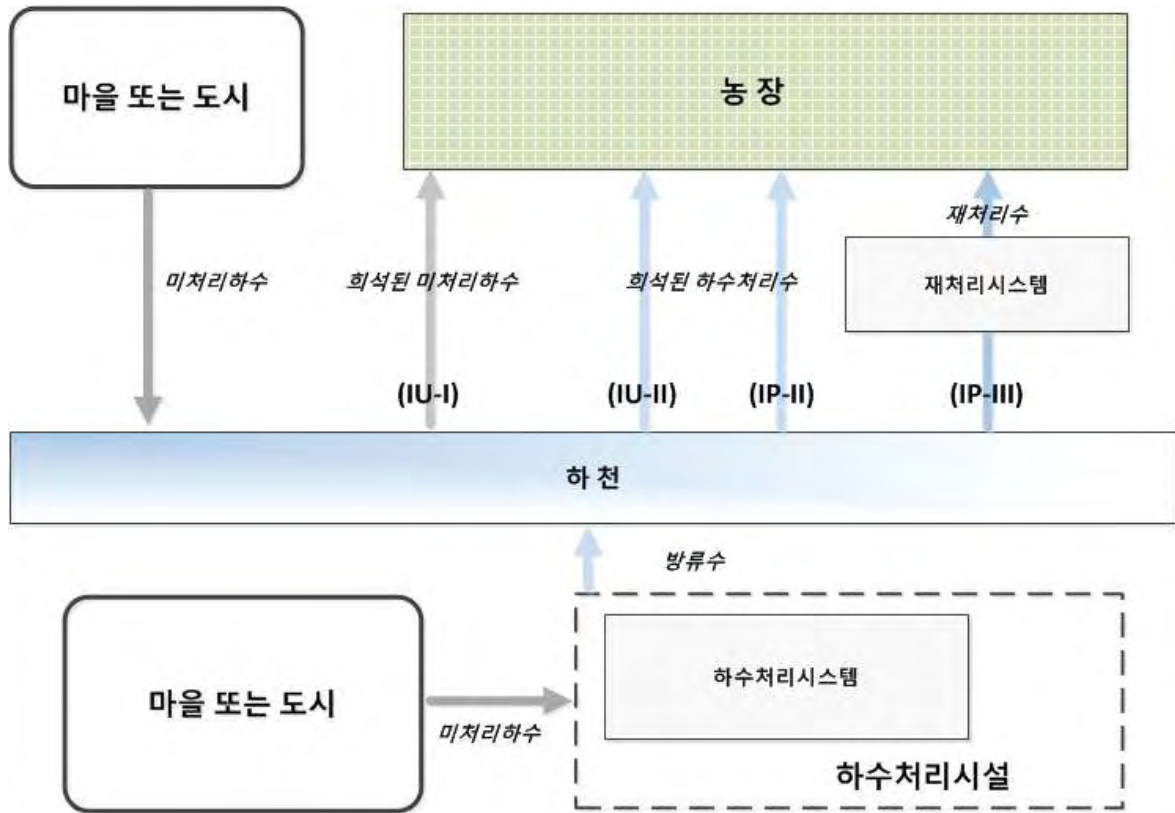 마을 또는 도시
농 장
재처리수
미처리하수
희석된 미처리하수
희석된 하수처리수
재처리시스템
(IU-I)
(IU-II)
(IP-II)
(IP-III)
하 천
방류수
하수처리시스템
마을 또는 도시
미처리하수
하수처리시설